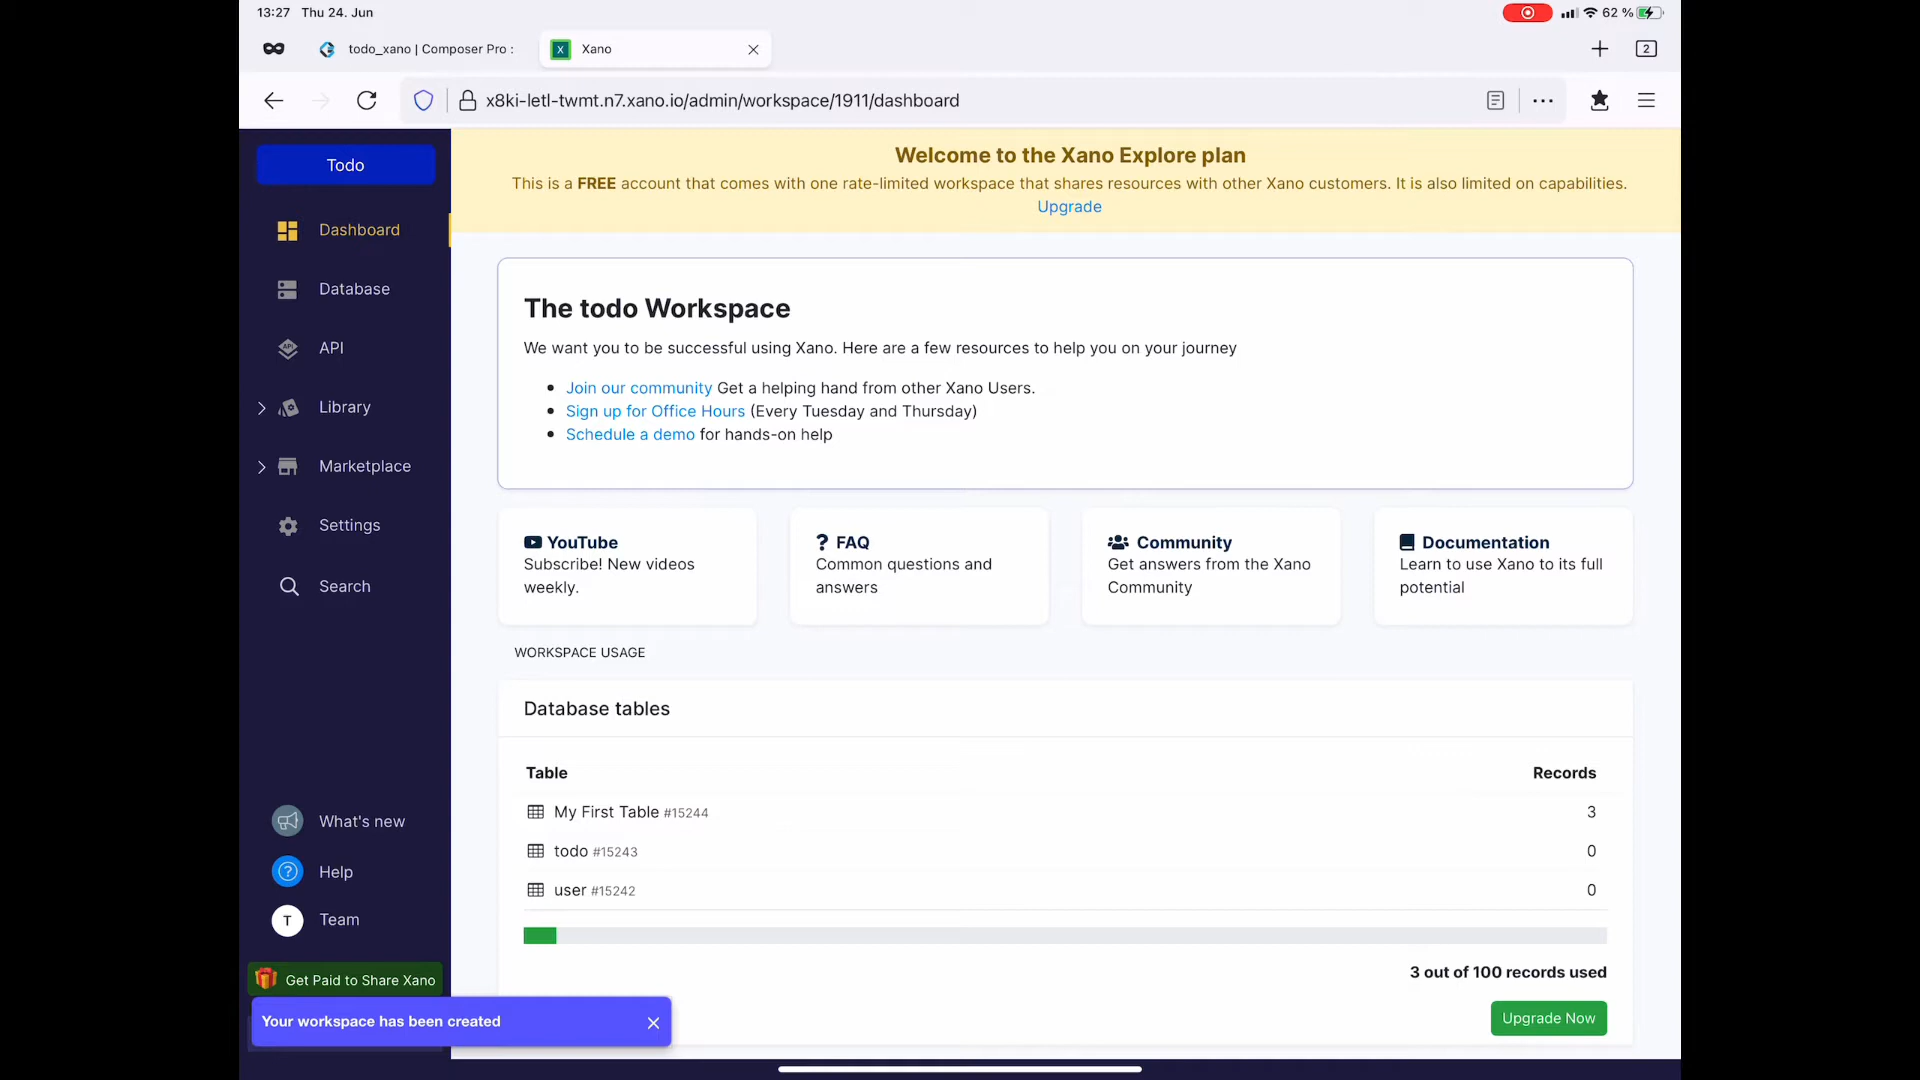 13:27 Thu 24. Jun
62 %
todo_xano | Composer Pro :
X Xano
2
x8ki-letl-twmt.n7.xano.io/admin/workspace/1911/dashboard
Todo
Dashboard
Database
API
Library
Marketplace
Settings
Search
What's new
Help
T Team
Get Paid to Share Xano
Your workspace has been created
Welcome to the Xano Explore plan
This is a FREE account that comes with one rate-limited workspace that shares resources with other Xano customers. It is also limited on capabilities.
Upgrade
The todo Workspace
We want you to be successful using Xano. Here are a few resources to help you on your journey
• Join our community Get a helping hand from other Xano Users.
• Sign up for Office Hours (Every Tuesday and Thursday)
• Schedule a demo for hands-on help
YouTube
Subscribe! New videos
weekly.
? FAQ
Common questions and
answers
Community
Get answers from the Xano
Community
Documentation
Learn to use Xano to its full
potential
WORKSPACE USAGE
Database tables
Table Records
My First Table #15244 3
todo #15243 0
user #15242 0
3 out of 100 records used
Upgrade Now